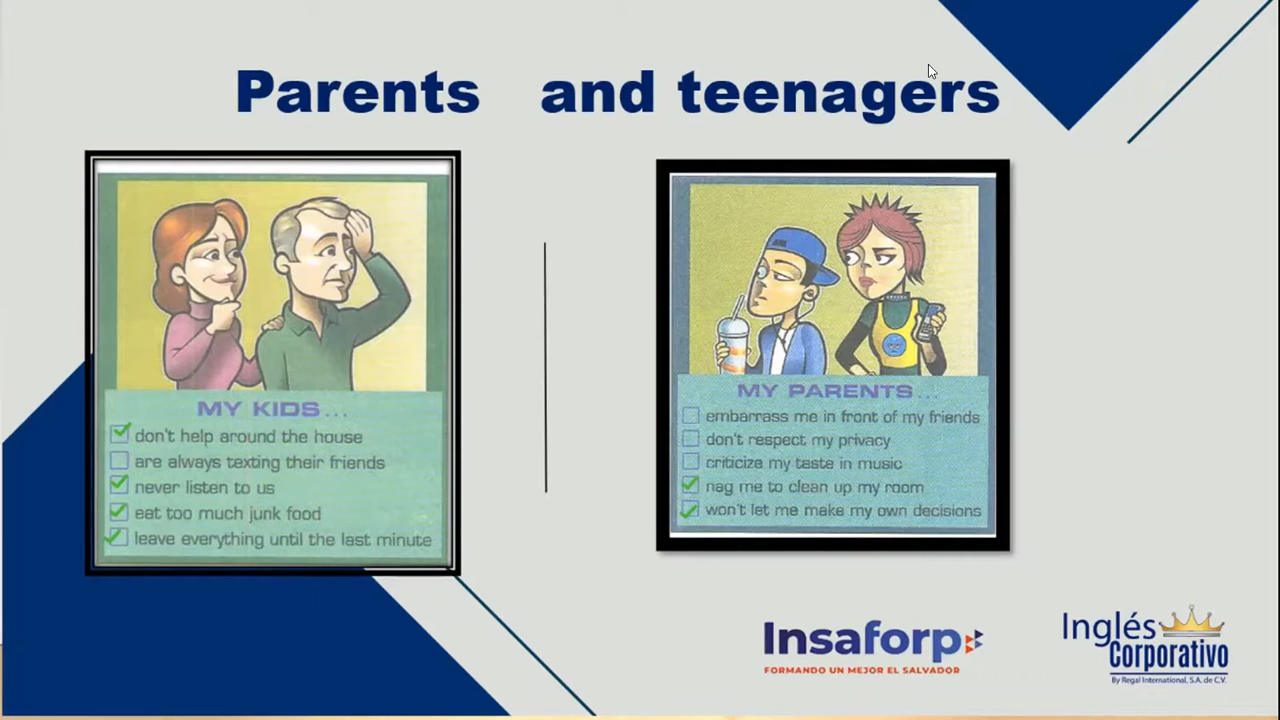 Parents and teenagers
MY KIDS...
don't help around the house
are always texting their friends
never listen to us
eat too much junk food
leave everything until the last minute
MY PARENTS...
embarrass me in front of my friends
don't respect my privacy
criticize my taste in music
nag me to clean up my room
won't let me make my own decisions
Insaforp
FORMANDO UN MEJOR EL SALVADOR
Inglés
Corporativo
By Regal International, S.A. de C.V.